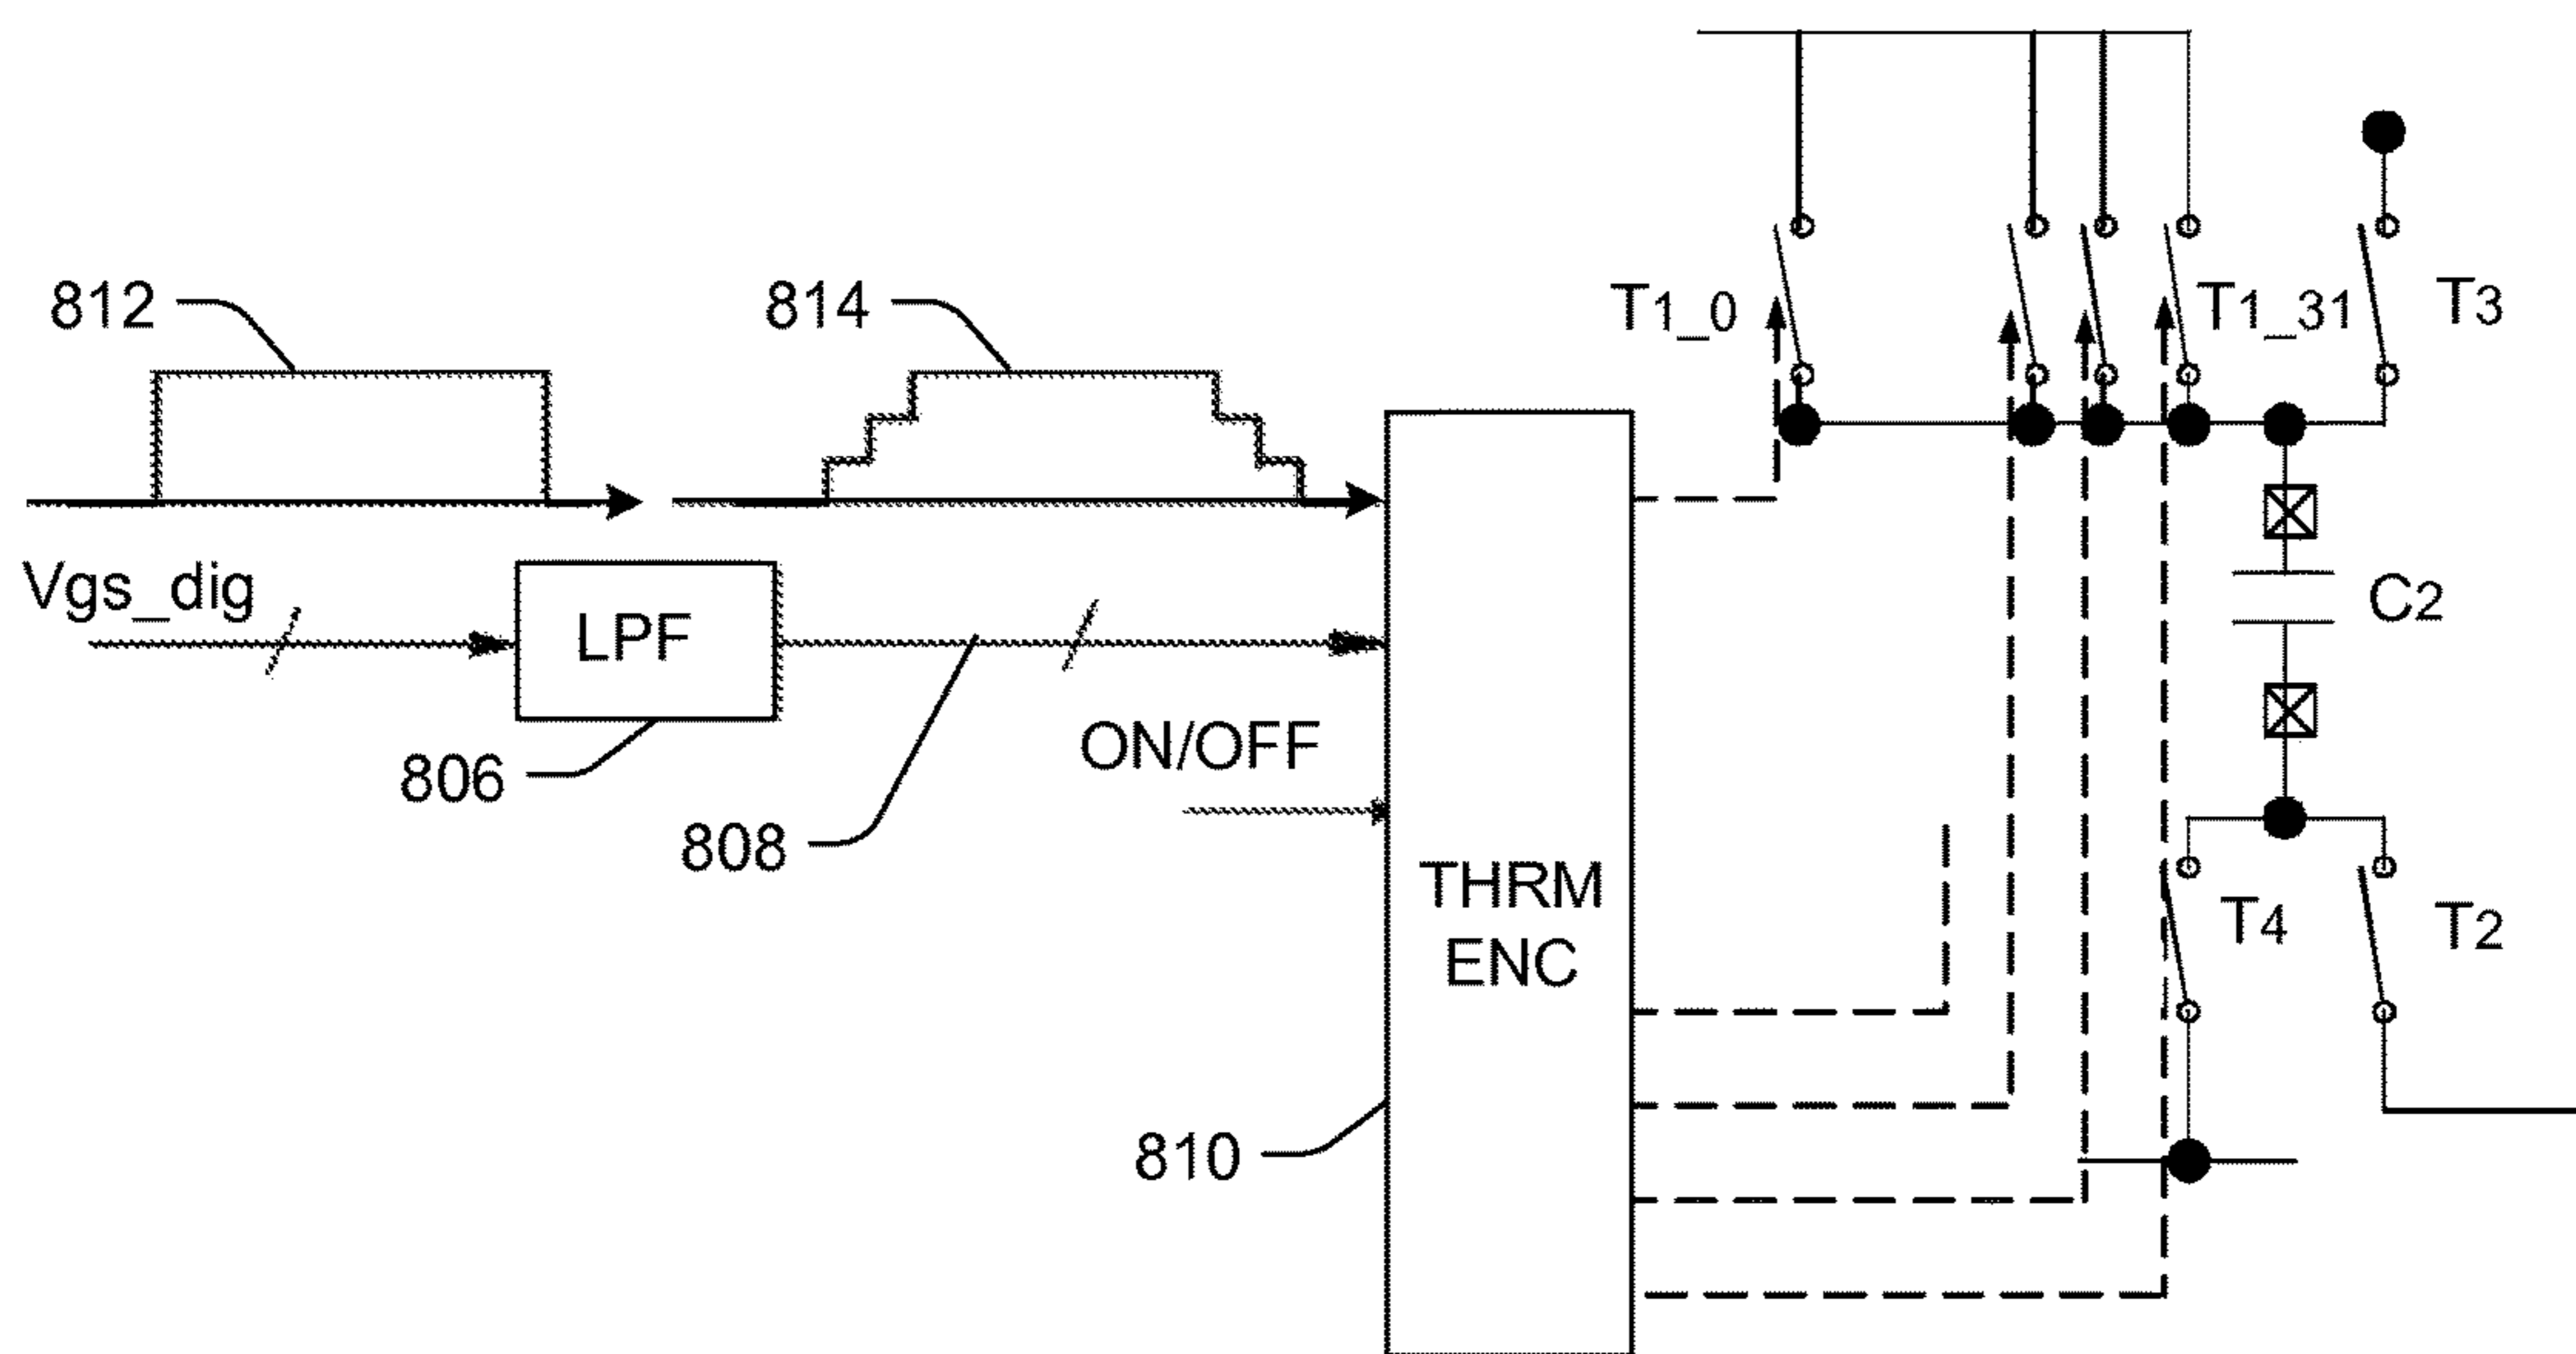 T1_0
T1_31
T3
812
814
Vgs_dig
LPF
C2
806
808
ON/OFF
THRM
ENC
T4
T2
810